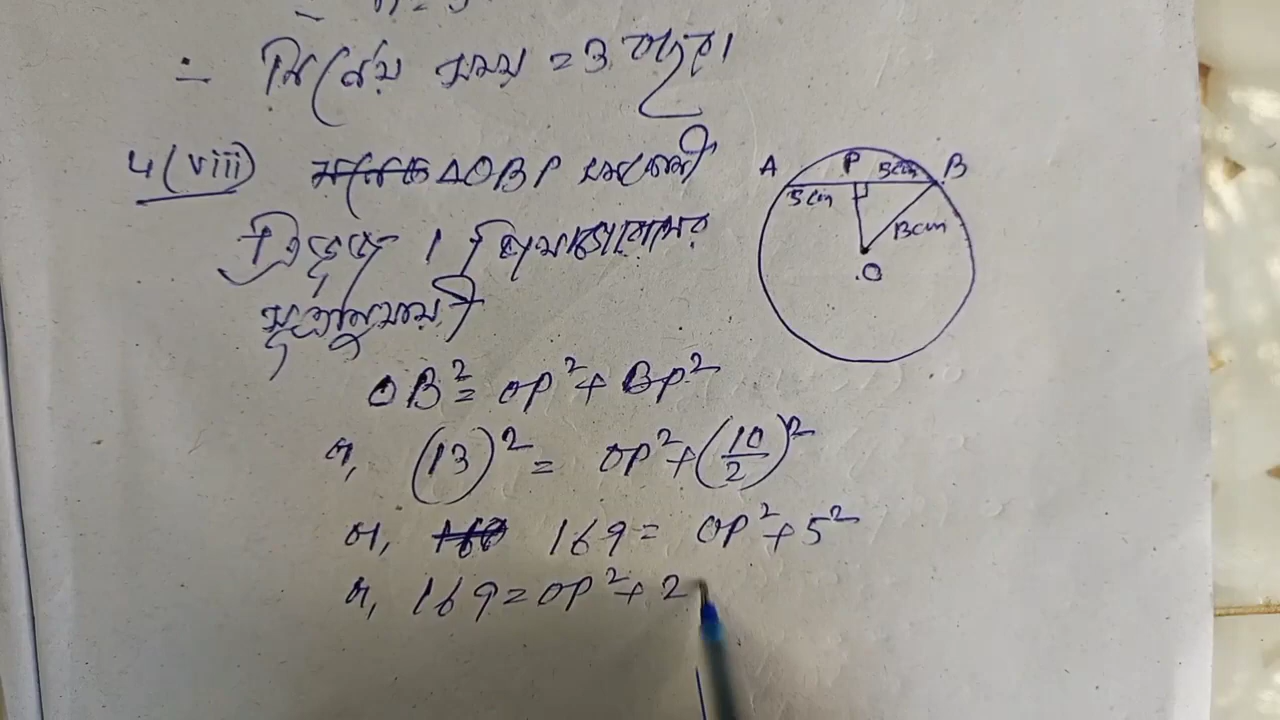 ∴ নির্ণেয় সময় = 3 বছর।
4(viii) ΔOBP সমকোণী
ত্রিভুজ। পিথাগোরাসের
সূত্রানুযায়ী
OB² = OP² + BP²
বা, (13)² = OP² + (10/2)²
বা, 169 = OP² + 5²
বা, 169 = OP² + 2
A P 5cm B
5cm
13cm
O